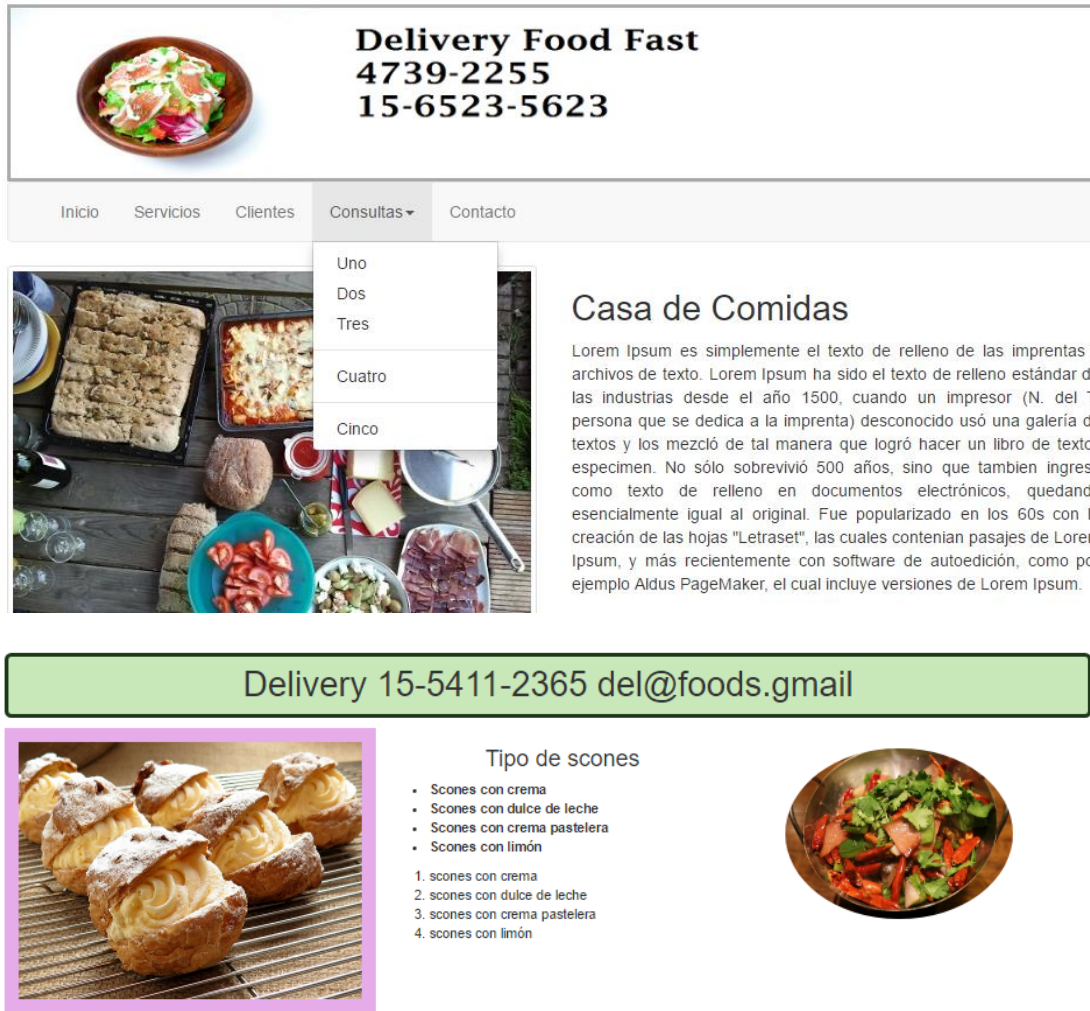 Delivery Food Fast
4739-2255
15-6523-5623
Inicio Servicios Clientes Consultas Contacto
Uno
Dos
Tres
Cuatro
Cinco
Casa de Comidas
Lorem Ipsum es simplemente el texto de relleno de las imprentas
archivos de texto. Lorem Ipsum ha sido el texto de relleno estándar d
las industrias desde el año 1500, cuando un impresor (N. del T
persona que se dedica a la imprenta) desconocido usó una galería d
textos y los mezcló de tal manera que logró hacer un libro de texto
especimen. No sólo sobrevivió 500 años, sino que tambien ingres
como texto de relleno en documentos electrónicos, quedand
esencialmente igual al original. Fue popularizado en los 60s con l
creación de las hojas "Letraset", las cuales contenian pasajes de Lorem
Ipsum, y más recientemente con software de autoedición, como po
ejemplo Aldus PageMaker, el cual incluye versiones de Lorem Ipsum.
Delivery 15-5411-2365 del@foods.gmail
Tipo de scones
• Scones con crema
• Scones con dulce de leche
• Scones con crema pastelera
• Scones con limón
1. scones con crema
2. scones con dulce de leche
3. scones con crema pastelera
4. scones con limón